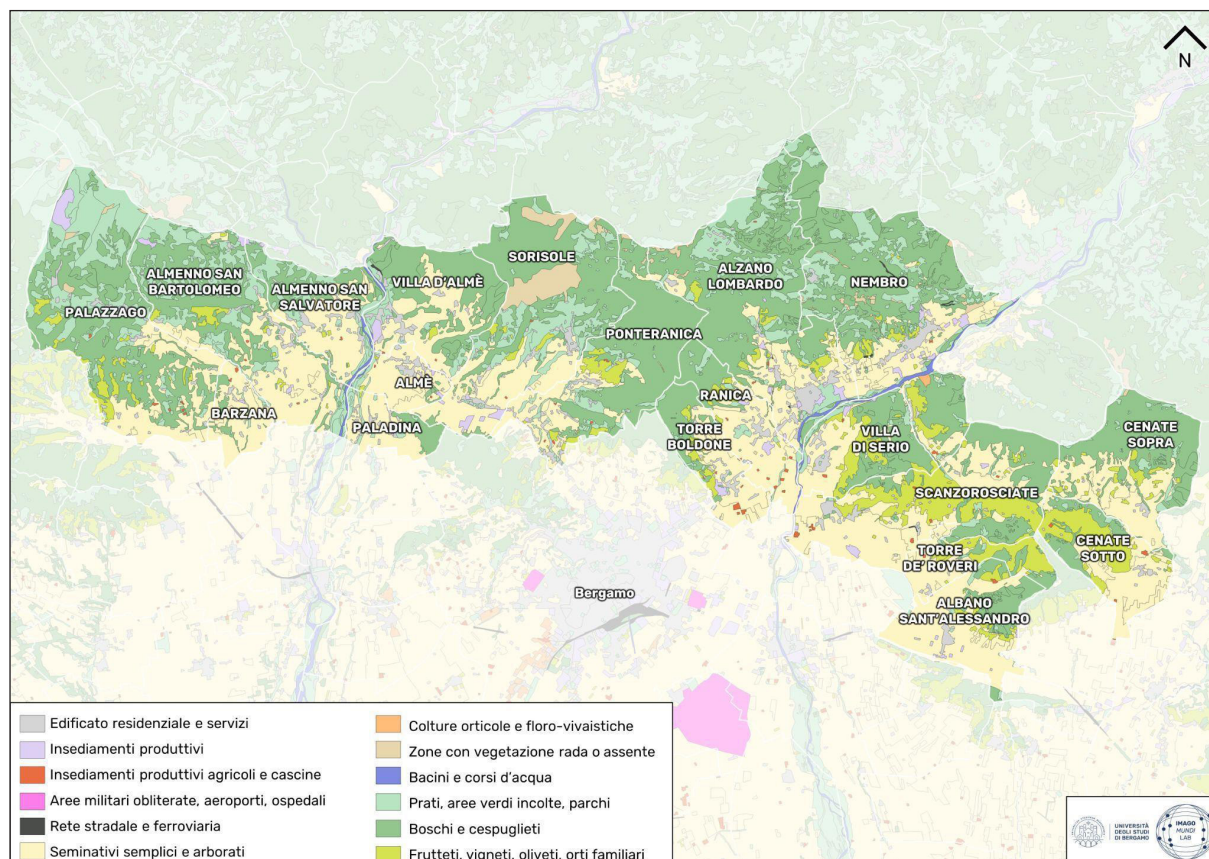 N
SORISOLE
ALMENNO SAN
BARTOLOMEO
ALMENNO SAN
SALVATORE
VILLA D'ALMÈ
ALZANO
LOMBARDO
NEMBRO
PALAZZAGO
PONTERANICA
ALMÈ
RANICA
BARZANA
PALADINA
TORRE
BOLDONE
VILLA
DI SERIO
CENATE
SOPRA
SCANZOROSCIATE
CENATE
SOTTO
TORRE
DE' ROVERI
Bergamo
ALBANO
SANT'ALESSANDRO
Edificato residenziale e servizi
Insediamenti produttivi
Insediamenti produttivi agricoli e cascine
Aree militari obliterate, aeroporti, ospedali
Rete stradale e ferroviaria
Seminativi semplici e arborati
Colture orticole e floro-vivaistiche
Zone con vegetazione rada o assente
Bacini e corsi d'acqua
Prati, aree verdi incolte, parchi
Boschi e cespuglieti
Frutteti, vigneti, oliveti, orti familiari
UNIVERSITÀ
DEGLI STUDI
DI BERGAMO
IMAGO
MUNDI
LAB